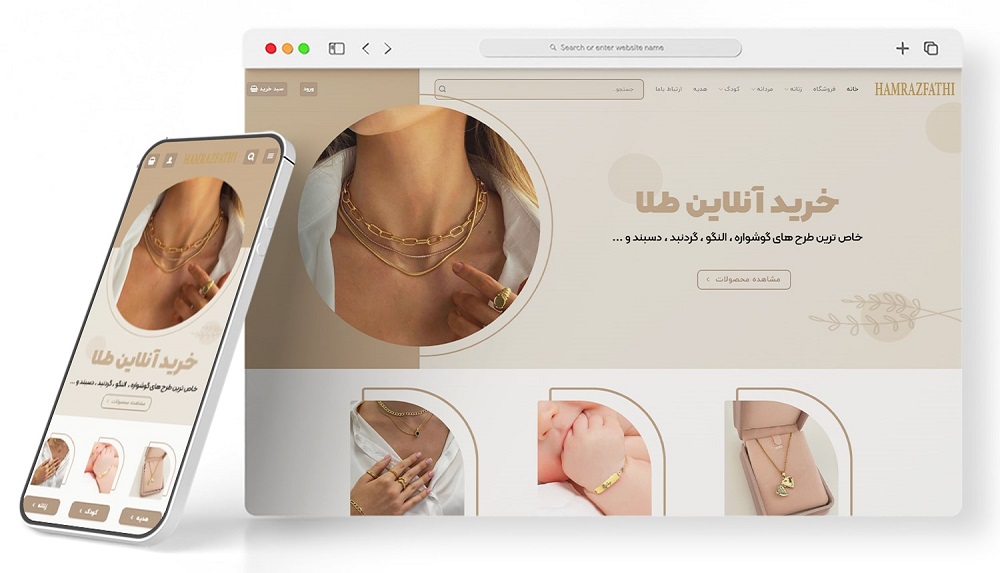 Search or enter website name
HAMRAZFATHI
خانه
فروشگاه
زنانه
مردانه
کودک
هدیه
ارتباط باما
جستجو..
ورود
سبد خرید
خرید آنلاین طلا
خاص ترین طرح های گوشواره ، النگو ، گردنبد ، دسبند و ...
مشاهده محصولات
HAMRAZFATHI
خرید آنلاین طلا
خاص ترین طرح های گوشواره ، النگو ، گردنبد ، دسبند و ...
مشاهده محصولات
هدیه
کودک
زنانه